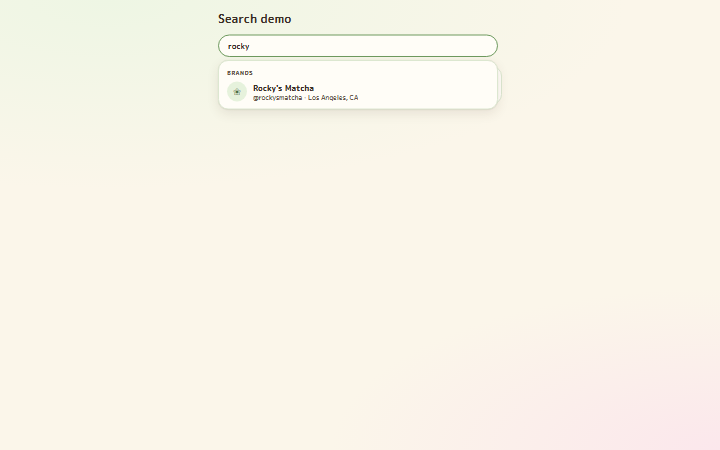 Search demo
rocky
BRANDS
Rocky's Matcha
@rockysmatcha · Los Angeles, CA